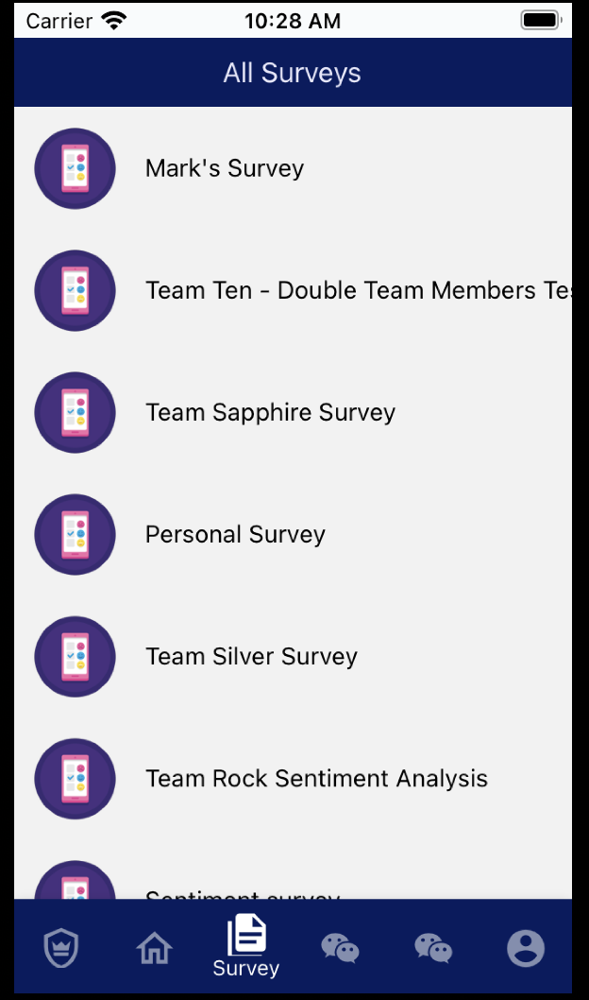 Carrier 10:28 AM
All Surveys
Mark's Survey
Team Ten - Double Team Members Tes
Team Sapphire Survey
Personal Survey
Team Silver Survey
Team Rock Sentiment Analysis
Sentiment survey
Survey